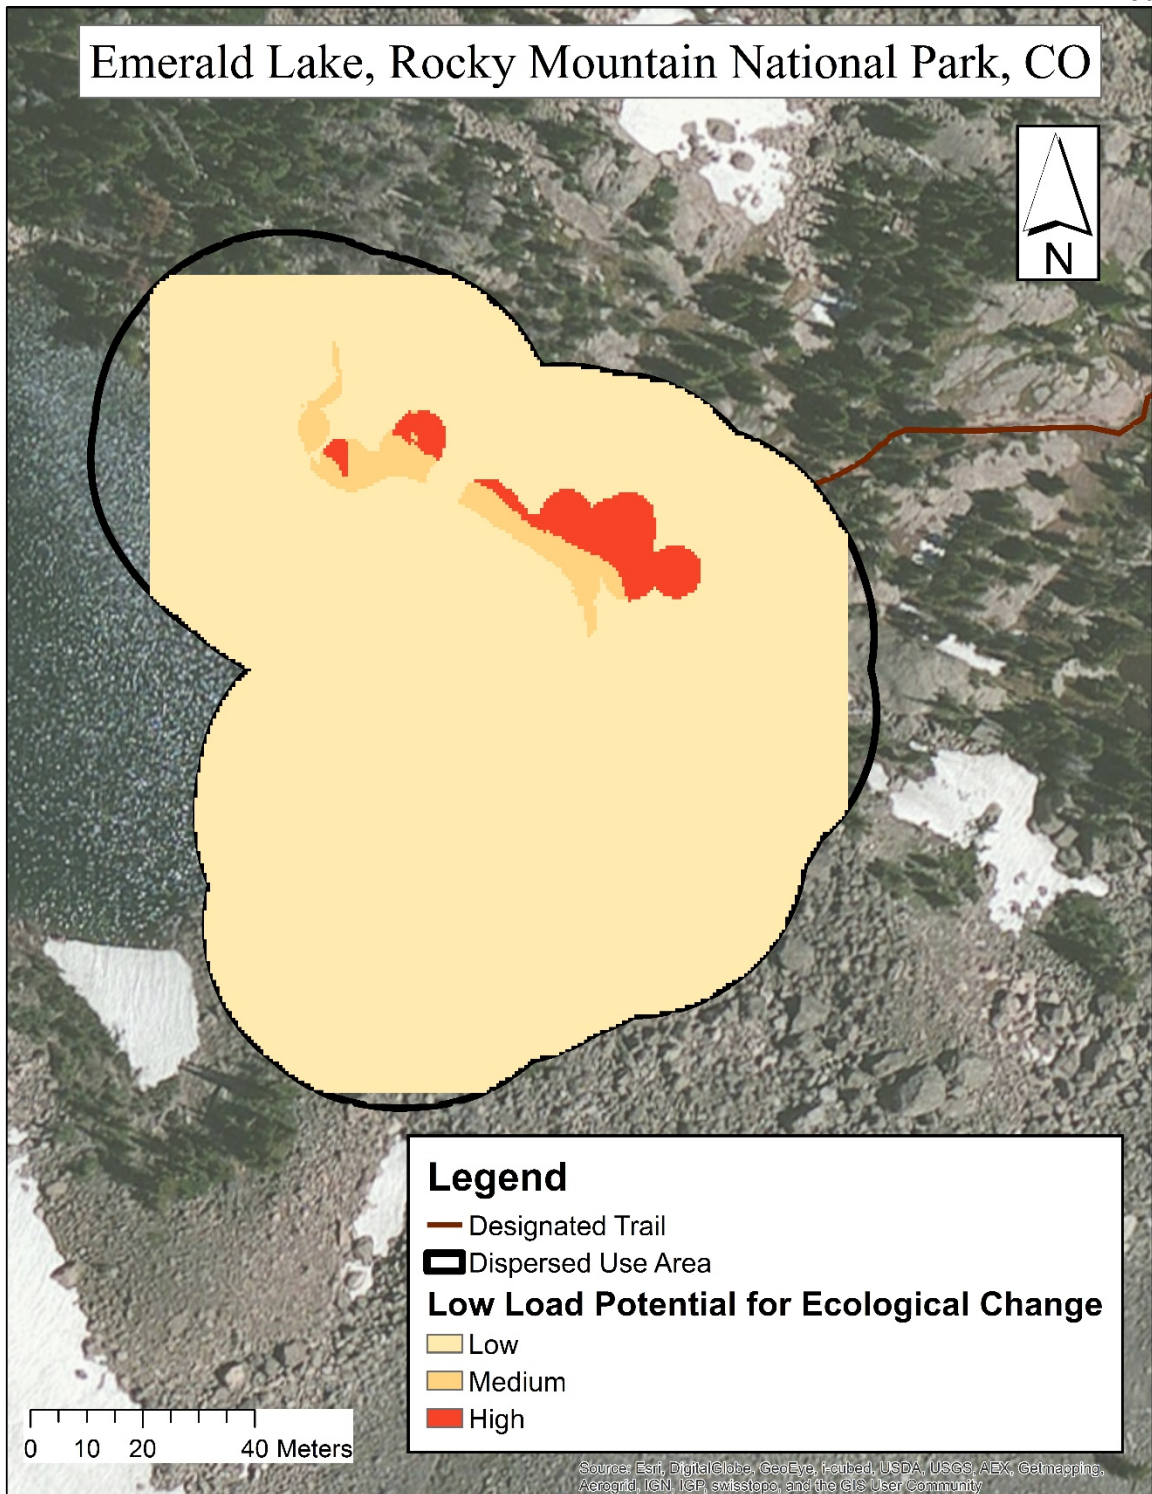 Emerald Lake, Rocky Mountain National Park, CO
N
Legend
Designated Trail
Dispersed Use Area
Low Load Potential for Ecological Change
Low
Medium
High
0 10 20 40 Meters
Source: Esri, DigitalGlobe, GeoEye, i-cubed, USDA, USGS, AEX, Getmapping,
Aerogrid, IGN, IGP, swisstopo, and the GIS User Community